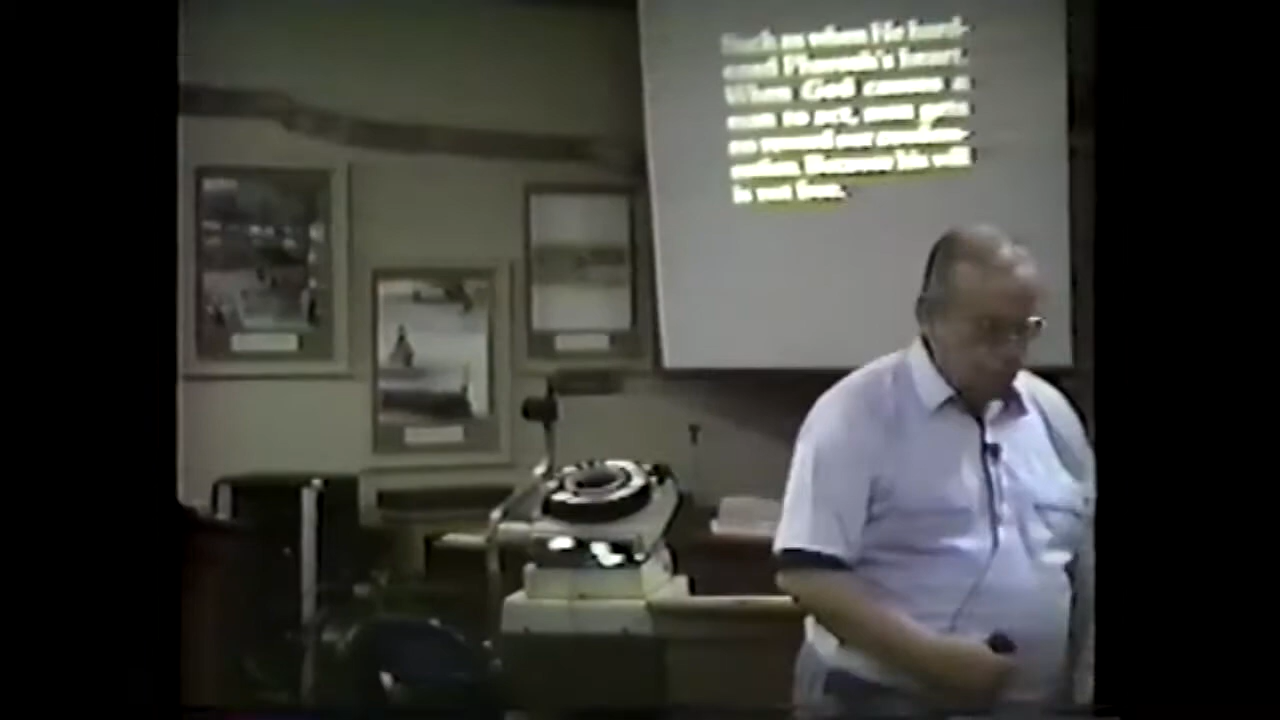 Such as when He hard-
ened Pharaoh's heart.
When God causes a
man to act, man gets
no reward nor condem-
nation. Because his will
is not free.